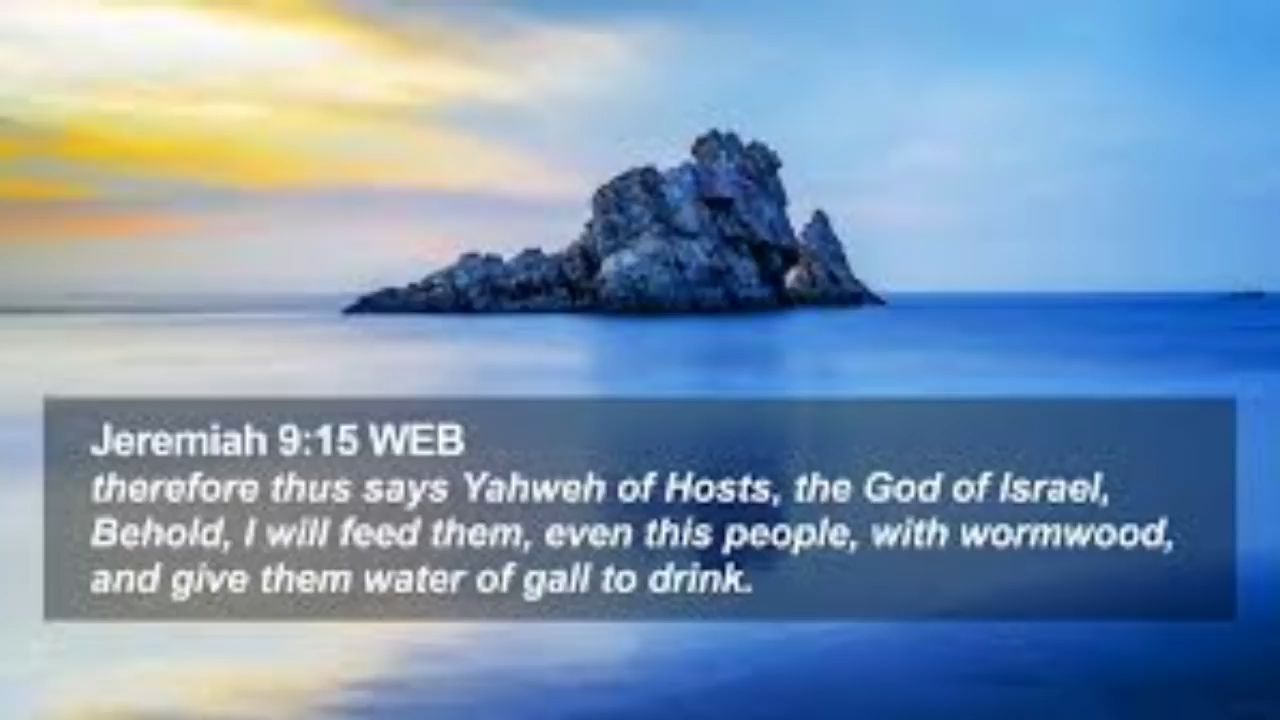 Jeremiah 9:15 WEB
therefore thus says Yahweh of Hosts, the God of Israel,
Behold, I will feed them, even this people, with wormwood,
and give them water of gall to drink.